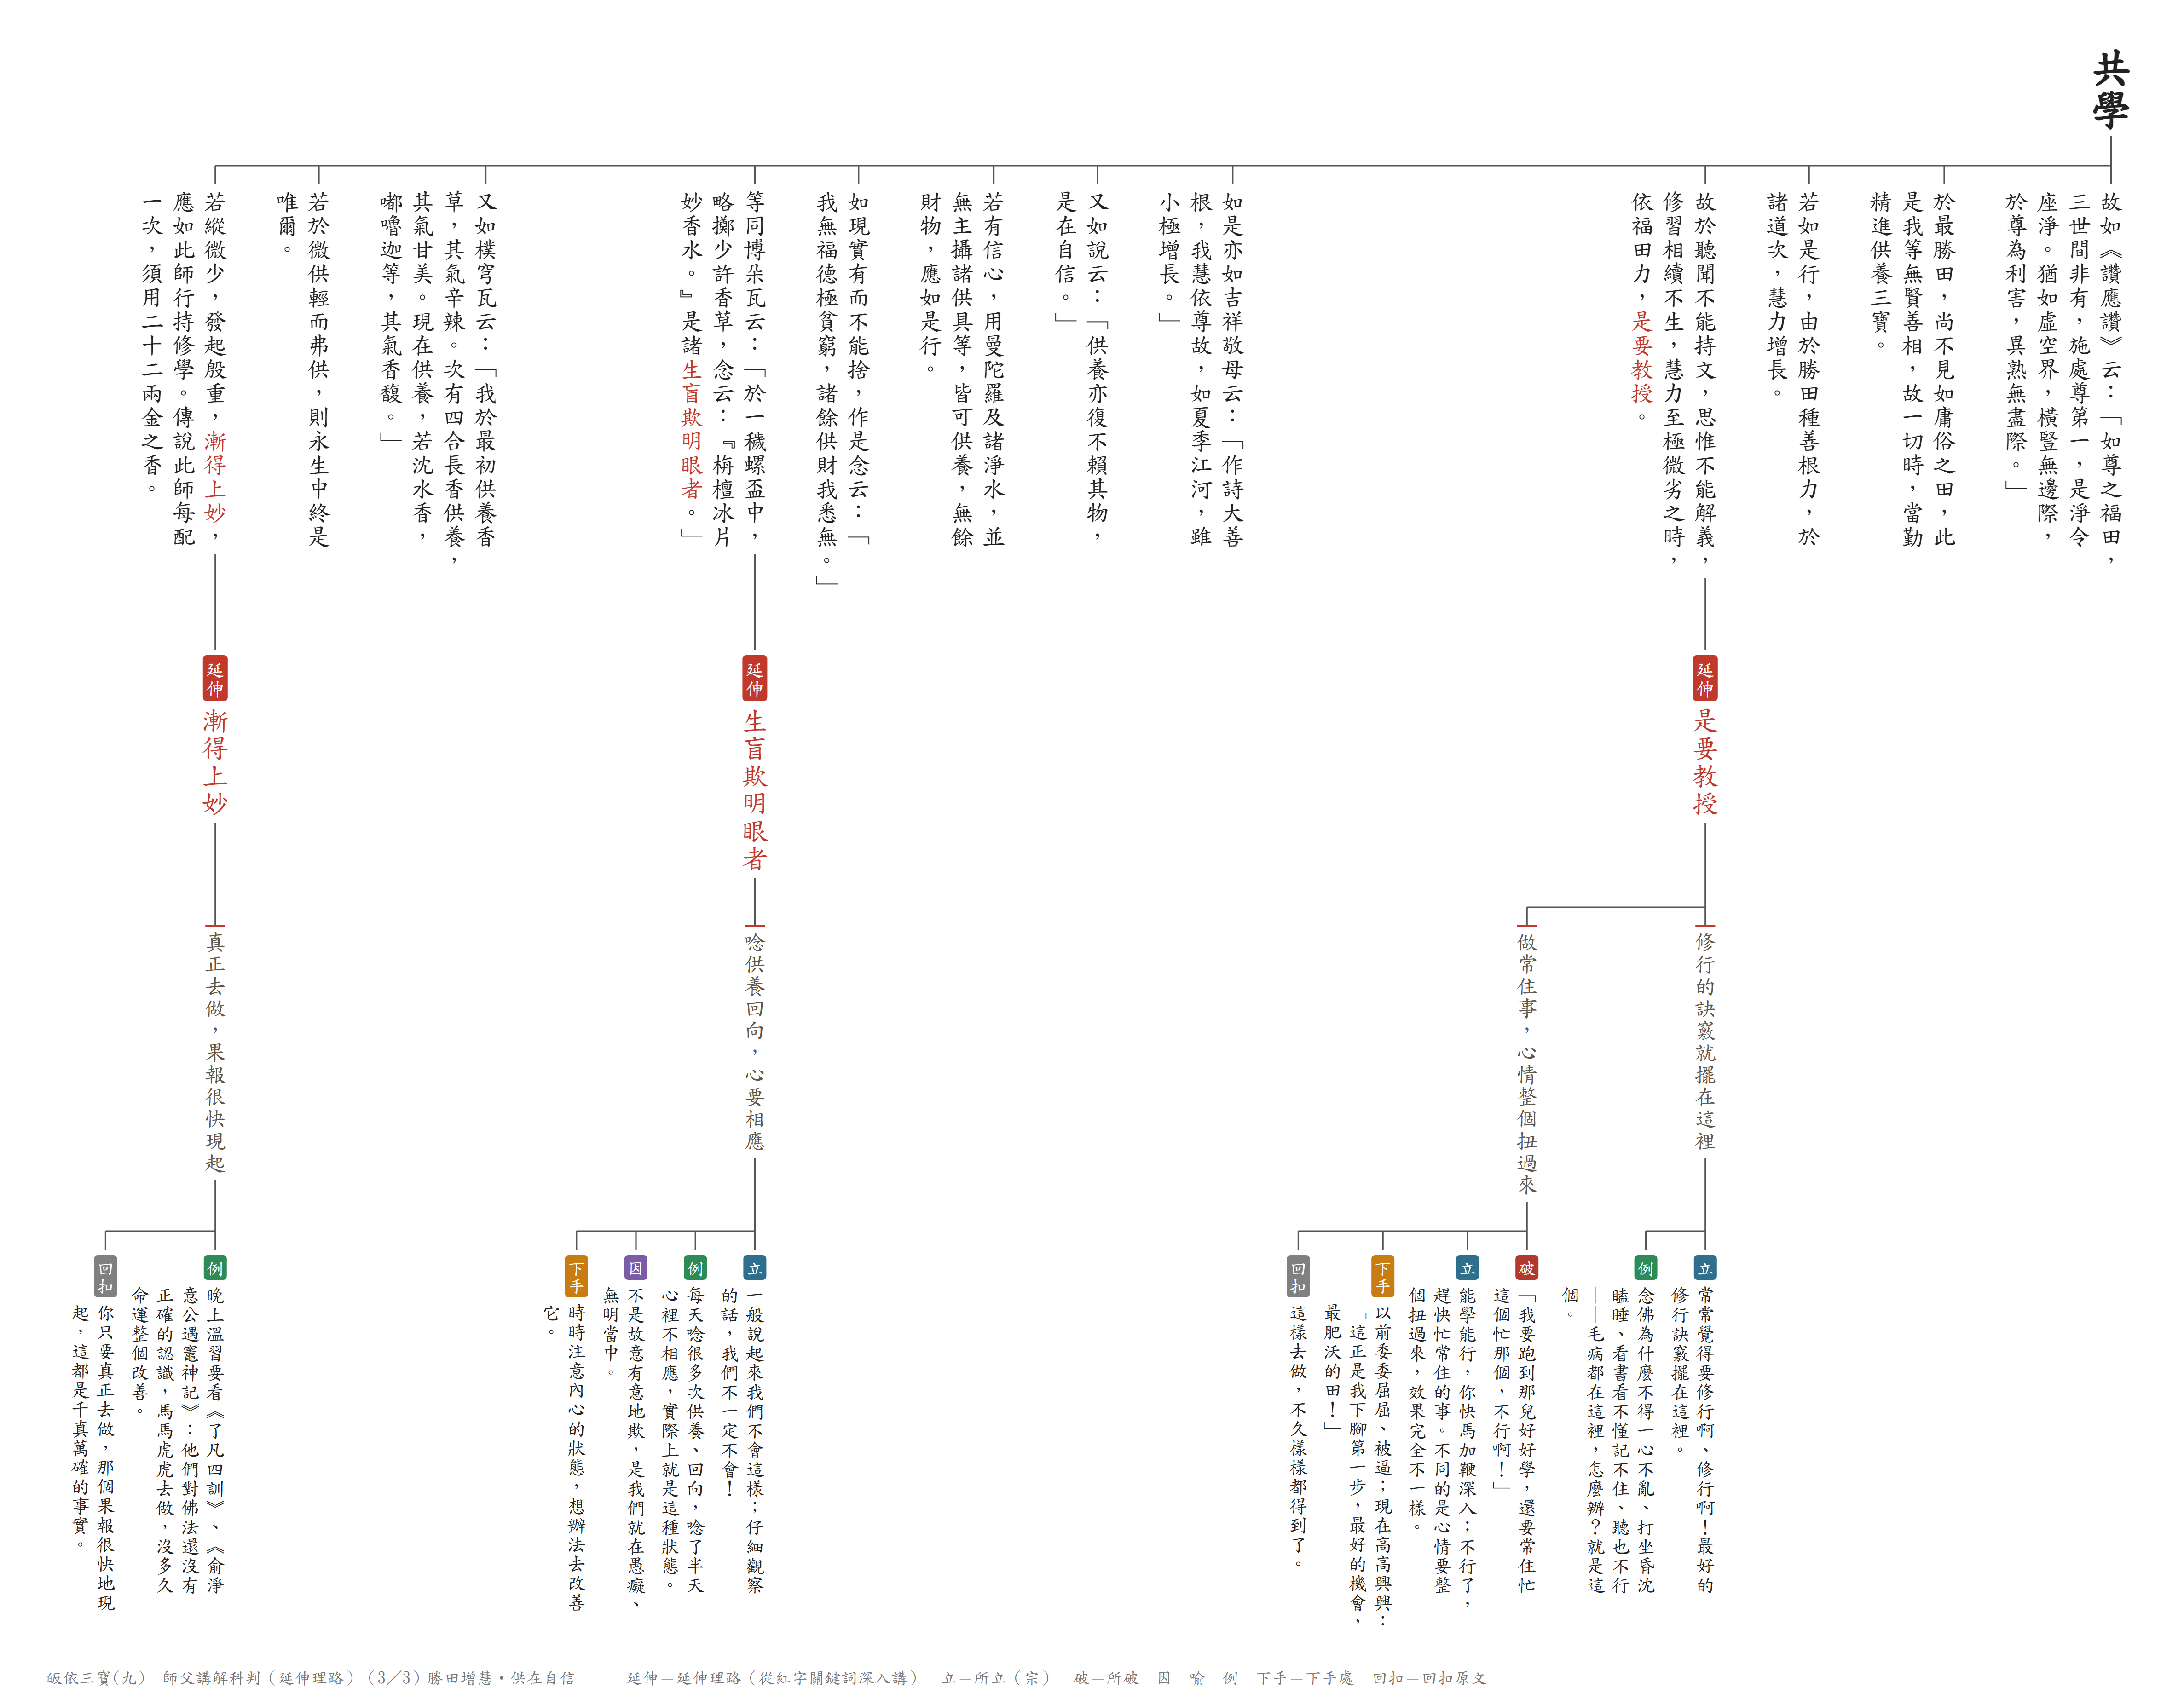 共學
故如《讚應讚》云：「如尊之福田，
三世間非有，施處尊第一，是淨令
座淨。猶如虛空界，橫豎無邊際，
於尊為利害，異熟無盡際。」
於最勝田，尚不見如庸俗之田，此
是我等無賢善相，故一切時，當勤
精進供養三寶。
若如是行，由於勝田種善根力，於
諸道次，慧力增長。
故於聽聞不能持文，思惟不能解義，
修習相續不生，慧力至極微劣之時，
依福田力，是要教授。
如是亦如吉祥敬母云：「作詩大善
根，我慧依尊故，如夏季江河，雖
小極增長。」
又如說云：「供養亦復不賴其物，
是在自信。」
若有信心，用曼陀羅及諸淨水，並
無主攝諸供具等，皆可供養，無餘
財物，應如是行。
如現實有而不能捨，作是念云：「
我無福德極貧窮，諸餘供財我悉無。」
等同博朵瓦云：「於一穢螺盃中，
略擲少許香草，念云：『栴檀冰片
妙香水。』是諸生盲欺明眼者。」
又如樸穹瓦云：「我於最初供養香
草，其氣辛辣。次有四合長香供養，
其氣甘美。現在供養，若沈水香，
嘟嚕迦等，其氣香馥。」
若於微供輕而弗供，則永生中終是
唯爾。
若縱微少，發起殷重，漸得上妙，
應如此師行持修學。傳說此師每配
一次，須用二十二兩金之香。
延伸
是要教授
修行的訣竅就擺在這裡
立
常常覺得要修行啊、修行啊！最好的
修行訣竅擺在這裡。
例
念佛為什麼不得一心不亂、打坐昏沈
瞌睡、看書看不懂記不住、聽也不行
——毛病都在這裡，怎麼辦？就是這
個。
做常住事，心情整個扭過來
破
「我要跑到那兒好好學，還要常住忙
這個忙那個，不行啊！」
立
能學能行，你快馬加鞭深入；不行了，
趕快忙常住的事。不同的是心情要整
個扭過來，效果完全不一樣。
下手
以前委委屈屈、被逼；現在高高興興：
「這正是我下腳第一步，最好的機會，
最肥沃的田！」
回扣
這樣去做，不久樣樣都得到了。
延伸
生盲欺明眼者
唸供養回向，心要相應
立
一般說起來我們不會這樣；仔細觀察
的話，我們不一定不會！
例
每天唸很多次供養、回向，唸了半天
心裡不相應，實際上就是這種狀態。
因
不是故意有意地欺，是我們就在愚癡、
無明當中。
下手
時時注意內心的狀態，想辦法去改善
它。
延伸
漸得上妙
真正去做，果報很快現起
例
晚上溫習要看《了凡四訓》、《俞淨
意公遇竈神記》：他們對佛法還沒有
正確的認識，馬馬虎虎去做，沒多久
命運整個改善。
回扣
你只要真正去做，那個果報很快地現
起，這都是千真萬確的事實。
皈依三寶（九）　師父講解科判（延伸理路）（3／3）勝田增慧・供在自信　｜　延伸＝延伸理路（從紅字關鍵詞深入講）　立＝所立（宗）　破＝所破　因　喻　例　下手＝下手處　回扣＝回扣原文